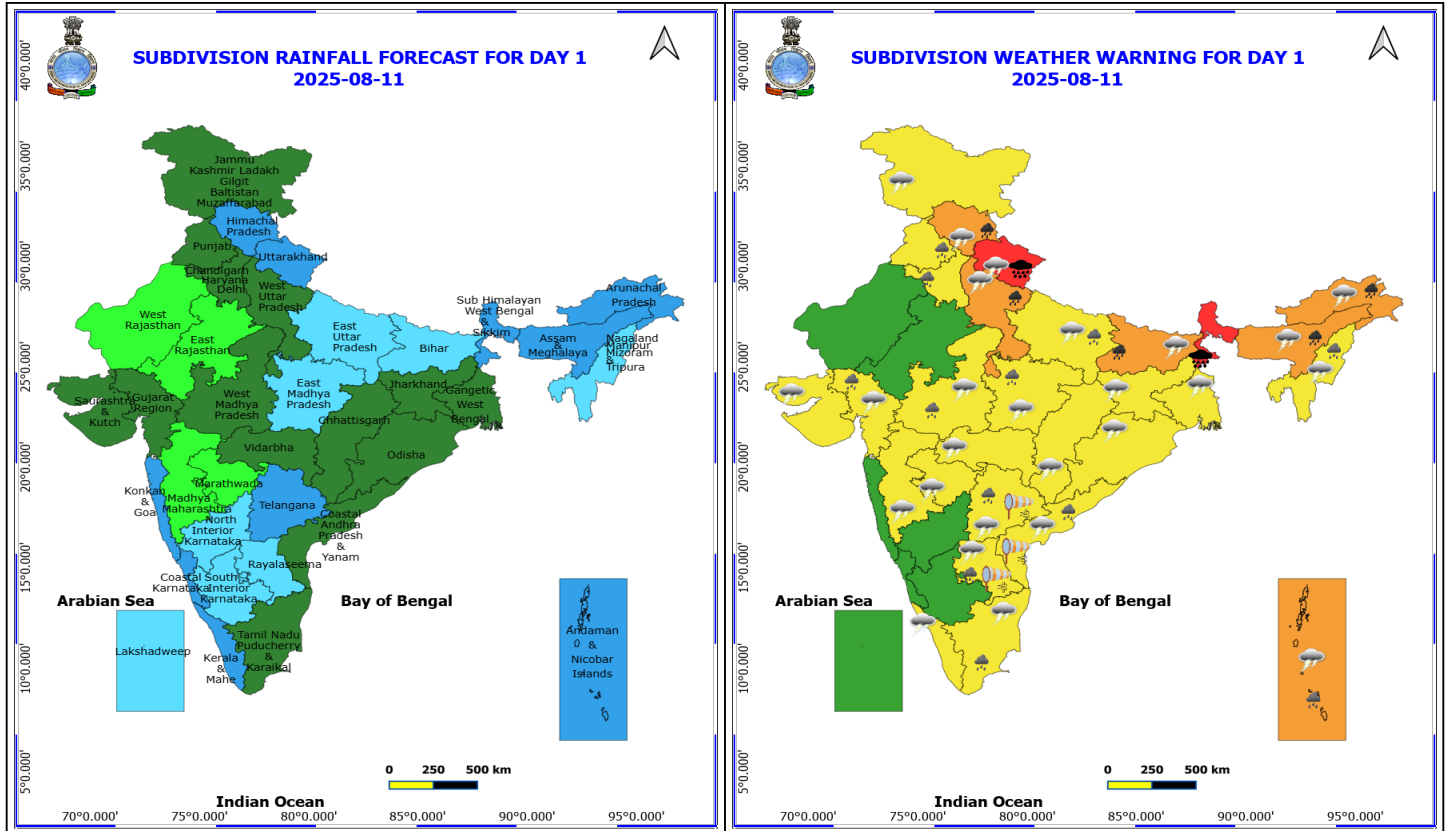 SUBDIVISION RAINFALL FORECAST FOR DAY 1
2025-08-11
40°0.000'
35°0.000'
30°0.000'
25°0.000'
20°0.000'
15°0.000'
10°0.000'
5°0.000'
Jammu
Kashmir Ladakh
Gilgit
Baltistan
Muzaffarabad
Himachal
Pradesh
Punjab
Uttarakhand
Chandigarh
Haryana
Delhi
West
Uttar
Pradesh
West
Rajasthan
East
Rajasthan
East
Uttar
Pradesh
Bihar
Sub Himalayan
West Bengal
&
Sikkim
Arunachal
Pradesh
Assam
&
Meghalaya
Nagaland
Manipur
Mizoram
&
Tripura
Saurashtra
&
Kutch
Gujarat
Region
West
Madhya
Pradesh
East
Madhya
Pradesh
Jharkhand
Gangetic
West
Bengal
Chhattisgarh
Odisha
Vidarbha
Marathwada
Madhya
Maharashtra
Konkan
&
Goa
Telangana
North
Interior
Karnataka
Coastal
Andhra
Pradesh
&
Yanam
Rayalaseema
Coastal
Karnataka
South
Interior
Karnataka
Tamil Nadu
Puducherry
&
Karaikal
Kerala
&
Mahe
Lakshadweep
Andaman
&
Nicobar
Islands
Arabian Sea
Bay of Bengal
0 250 500 km
Indian Ocean
70°0.000' 75°0.000' 80°0.000' 85°0.000' 90°0.000' 95°0.000'
SUBDIVISION WEATHER WARNING FOR DAY 1
2025-08-11
40°0.000'
35°0.000'
30°0.000'
25°0.000'
20°0.000'
15°0.000'
10°0.000'
5°0.000'
Arabian Sea
Bay of Bengal
0 250 500 km
Indian Ocean
70°0.000' 75°0.000' 80°0.000' 85°0.000' 90°0.000' 95°0.000'